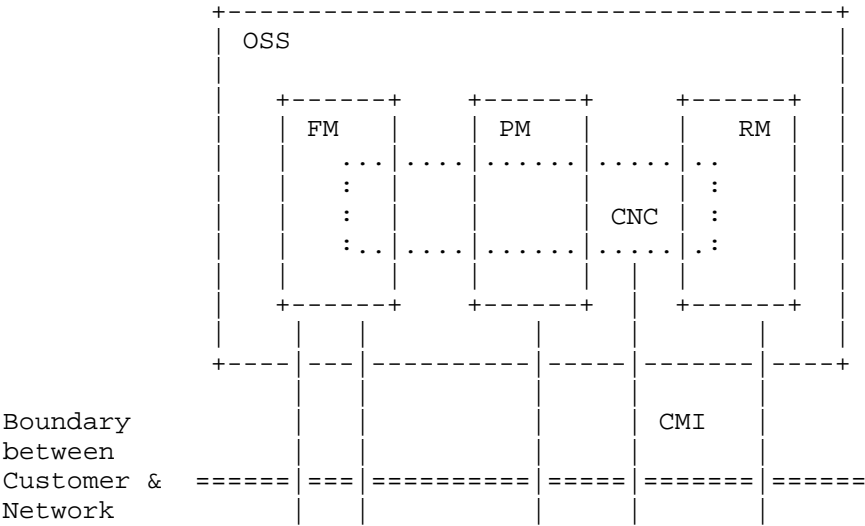 OSS
FM PM RM
CNC
Boundary CMI
between
Customer &
Network